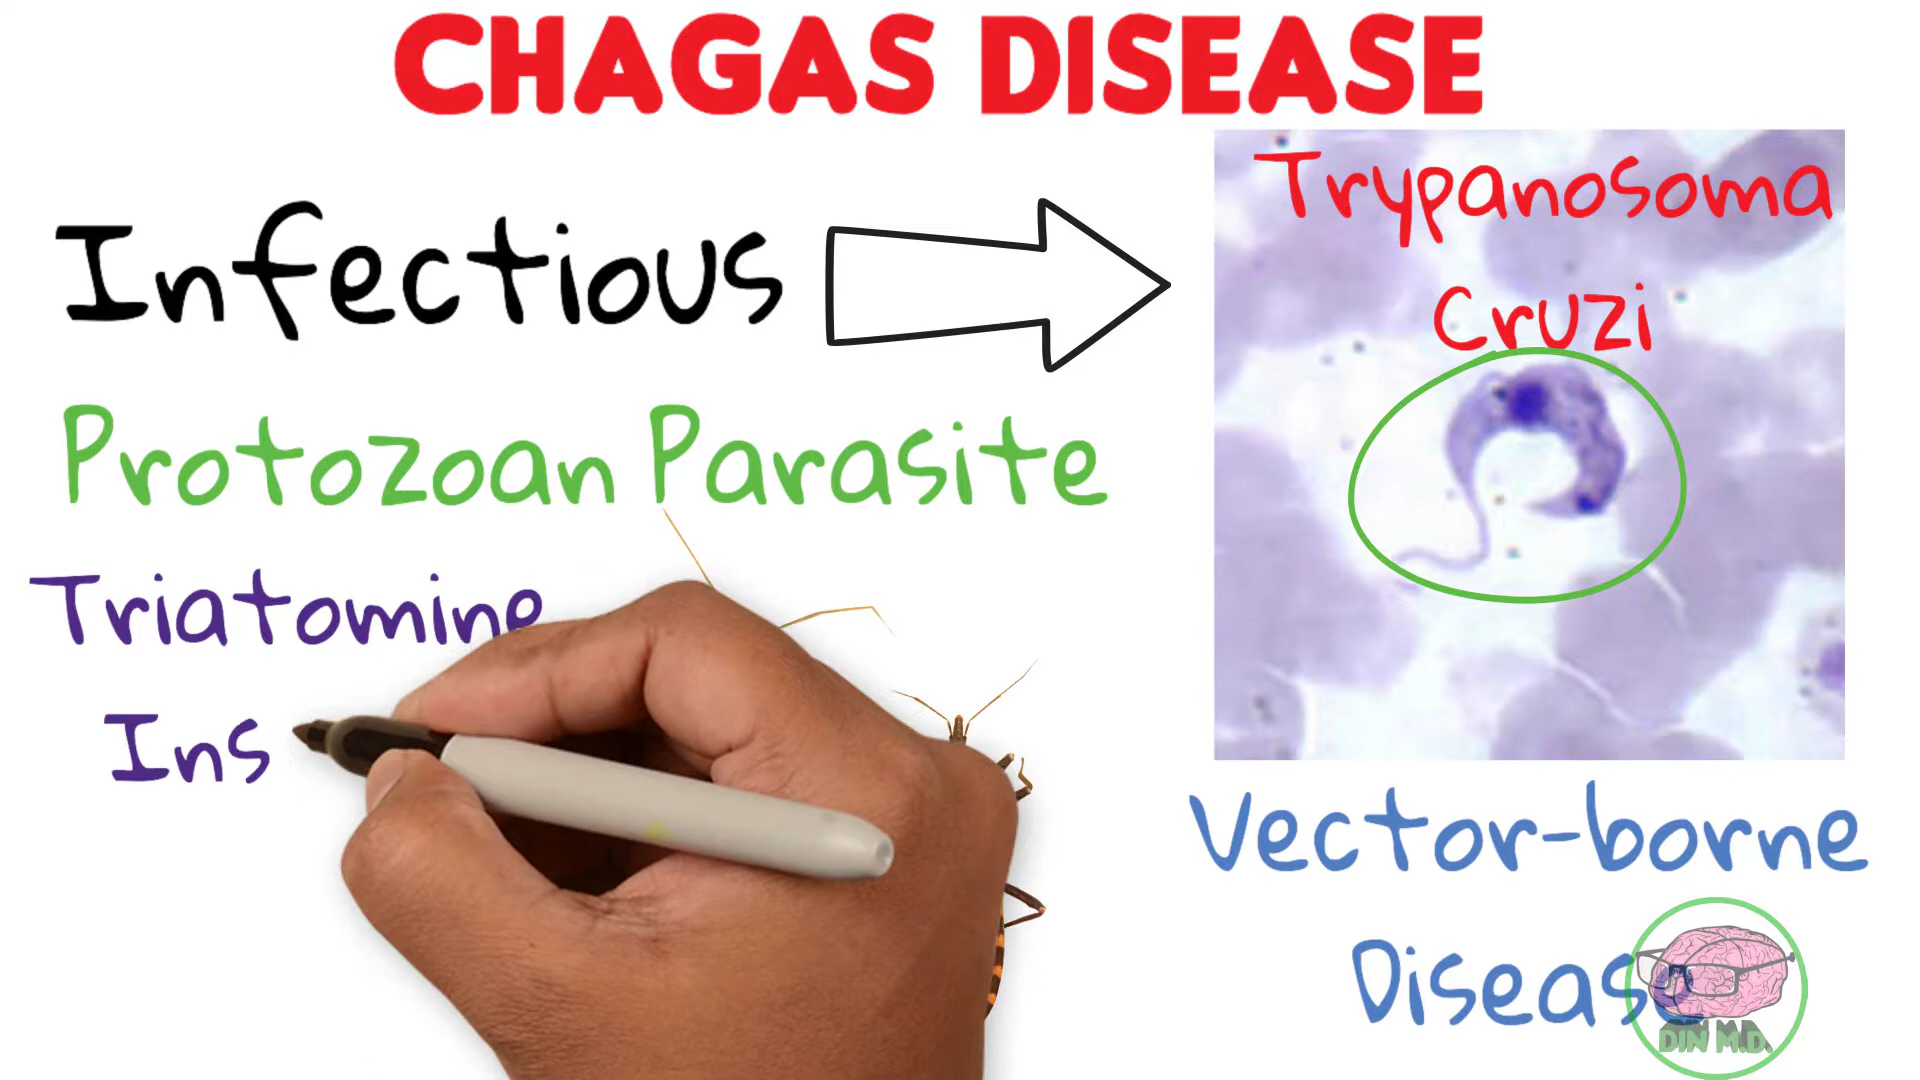 CHAGAS DISEASE
Infectious
Trypanosoma
Cruzi
Protozoan Parasite
Triatomine
Ins
Vector-borne
Disease
DIN M.D.